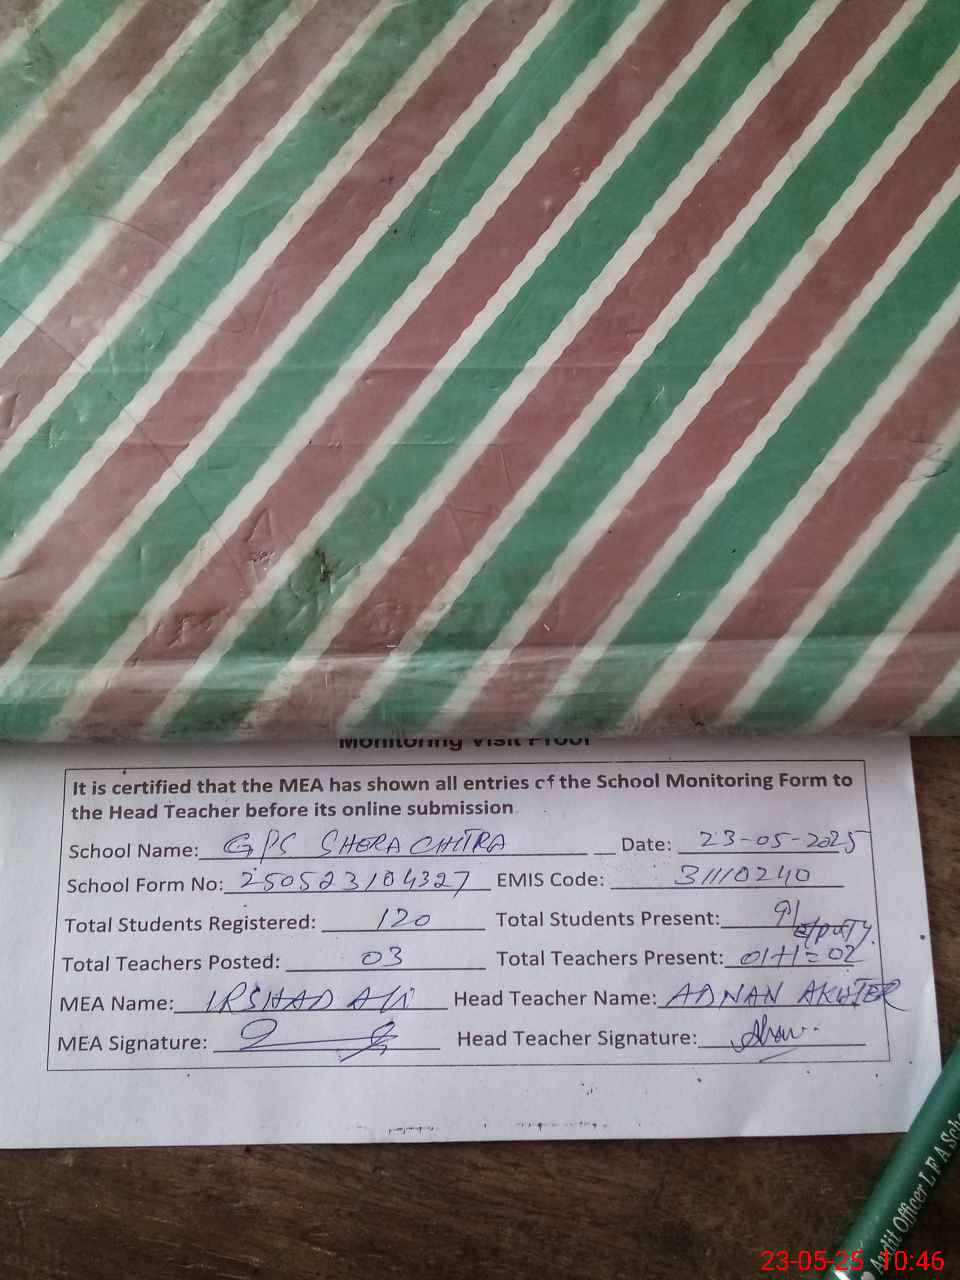 Monitoring Visit Proof
It is certified that the MEA has shown all entries of the School Monitoring Form to
the Head Teacher before its online submission
School Name: GPS SHERA CHITRA Date: 23-05-2025
School Form No: 250523104327 EMIS Code: 31110240
Total Students Registered: 120 Total Students Present: 91
Total Teachers Posted: 03 Total Teachers Present: 01+1=02
MEA Name: IRSHAD Ali Head Teacher Name: ADNAN AKHTER
MEA Signature: Head Teacher Signature:
Audit Officer L F A
23-05-25 10:46